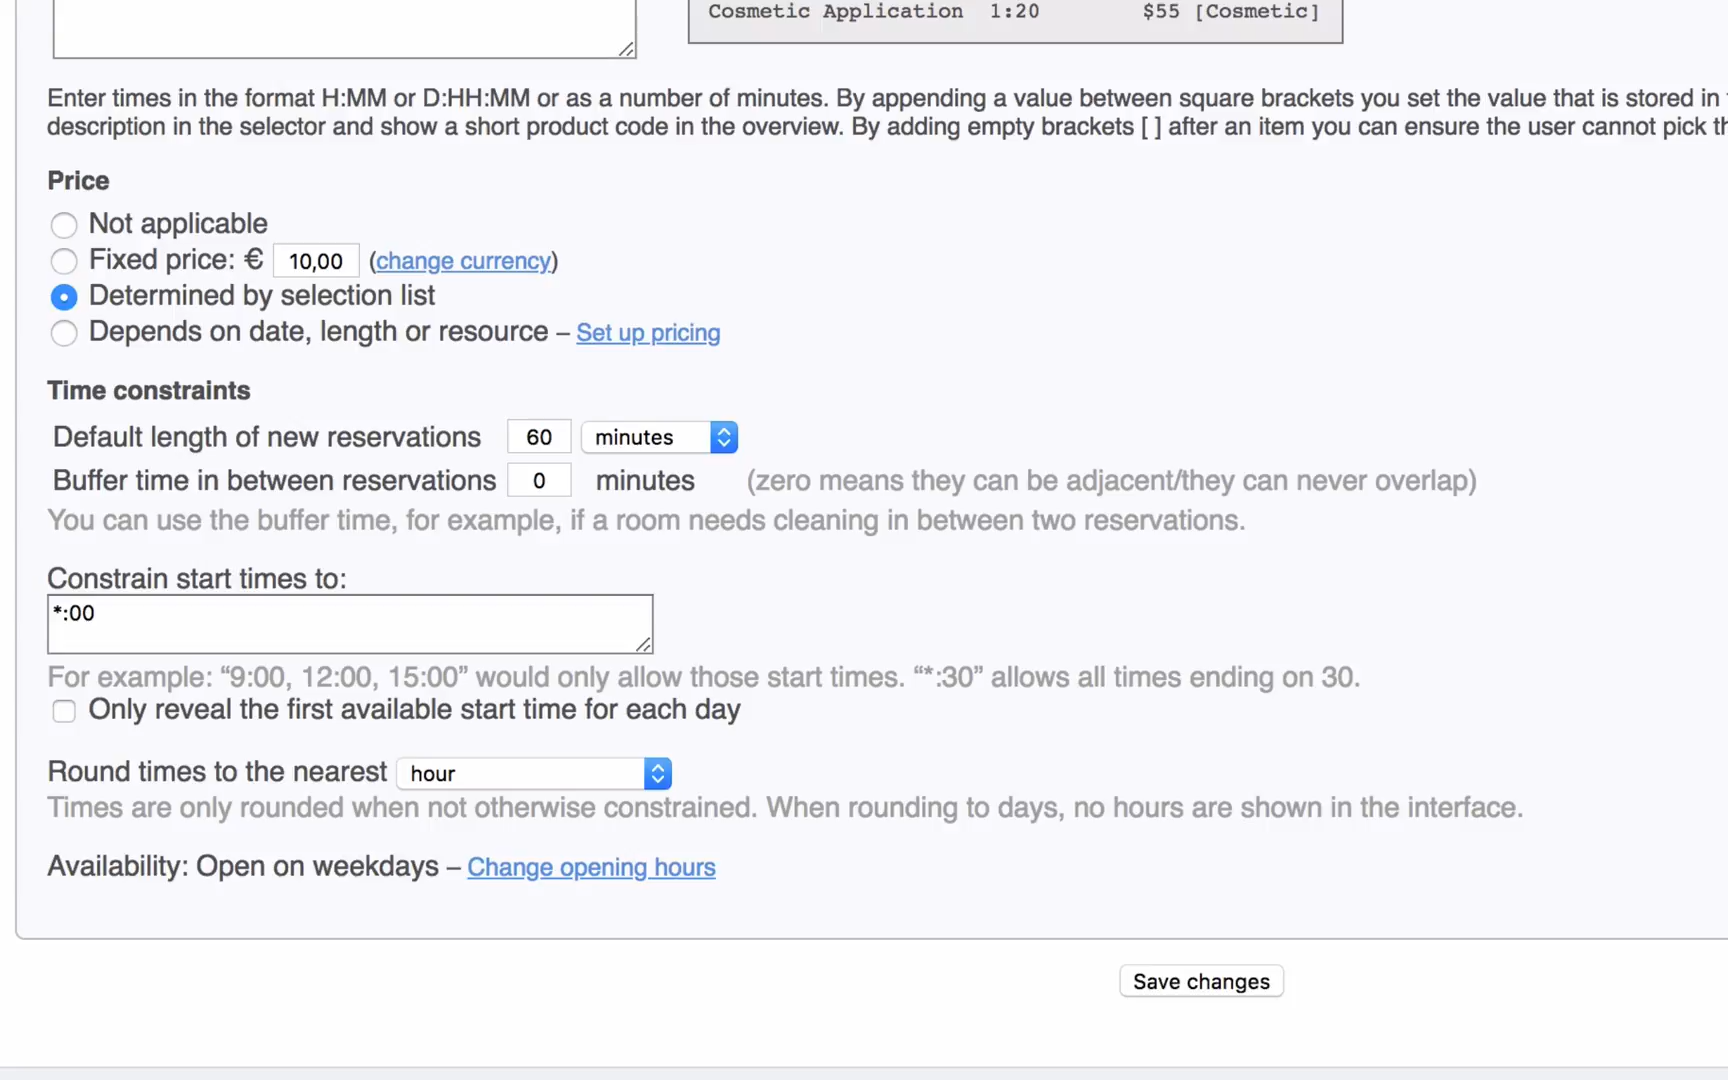 Cosmetic Application 1:20 $55 [Cosmetic]
Enter times in the format H:MM or D:HH:MM or as a number of minutes. By appending a value between square brackets you set the value that is stored in
description in the selector and show a short product code in the overview. By adding empty brackets [ ] after an item you can ensure the user cannot pick
Price
Not applicable
Fixed price: € 10,00 (change currency)
Determined by selection list
Depends on date, length or resource – Set up pricing
Time constraints
Default length of new reservations 60 minutes
Buffer time in between reservations 0 minutes (zero means they can be adjacent/they can never overlap)
You can use the buffer time, for example, if a room needs cleaning in between two reservations.
Constrain start times to:
*:00
For example: “9:00, 12:00, 15:00” would only allow those start times. “*:30” allows all times ending on 30.
Only reveal the first available start time for each day
Round times to the nearest hour
Times are only rounded when not otherwise constrained. When rounding to days, no hours are shown in the interface.
Availability: Open on weekdays – Change opening hours
Save changes